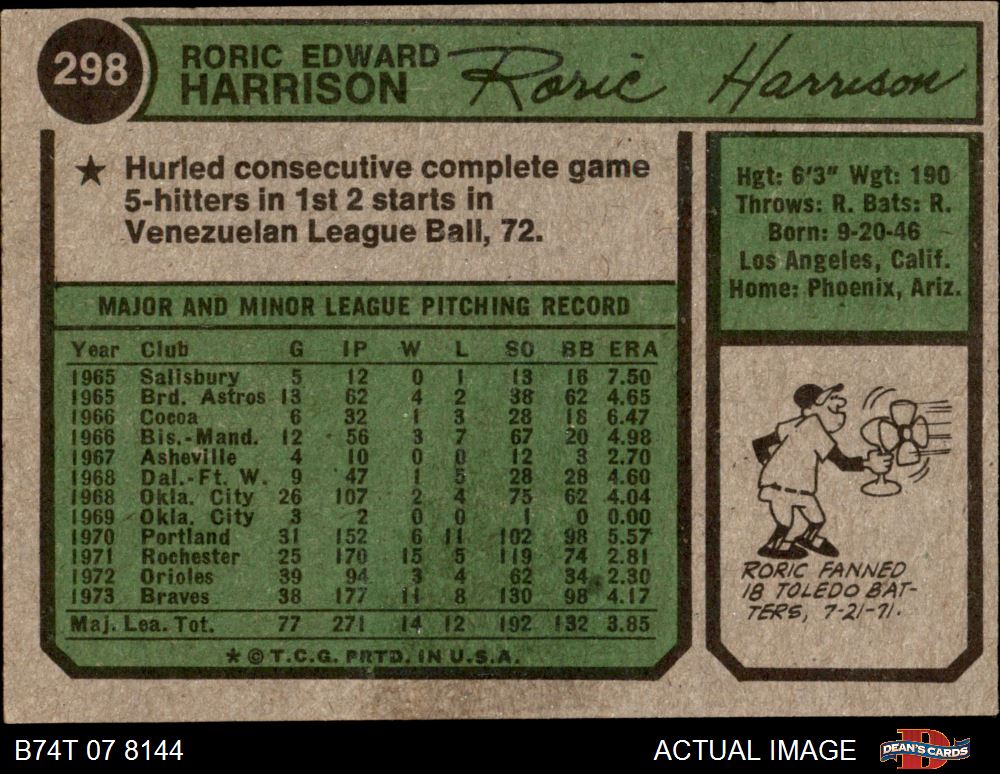 298
RORIC EDWARD
HARRISON
Roric Harrison
★ Hurled consecutive complete game
5-hitters in 1st 2 starts in
Venezuelan League Ball, 72.
Hgt: 6'3" Wgt: 190
Throws: R. Bats: R.
Born: 9-20-46
Los Angeles, Calif.
Home: Phoenix, Ariz.
MAJOR AND MINOR LEAGUE PITCHING RECORD
Year Club G IP W L SO BB ERA
1965 Salisbury 5 12 0 1 13 16 7.50
1965 Brd. Astros 13 62 4 2 38 62 4.65
1966 Cocoa 6 32 1 3 28 18 6.47
1966 Bis.-Mand. 12 56 3 7 67 20 4.98
1967 Asheville 4 10 0 0 12 3 2.70
1968 Dal.-Ft. W. 9 47 1 5 28 28 4.60
1968 Okla. City 26 107 2 4 75 62 4.04
1969 Okla. City 3 2 0 0 1 0 0.00
1970 Portland 31 152 6 11 102 98 5.57
1971 Rochester 25 170 15 5 119 74 2.81
1972 Orioles 39 94 3 4 62 34 2.30
1973 Braves 38 177 11 8 130 98 4.17
Maj. Lea. Tot. 77 271 14 12 192 132 3.85
★ © T.C.G. PRTD. IN U.S.A.
RORIC FANNED
18 TOLEDO BAT-
TERS, 7-21-71.
B74T 07 8144
ACTUAL IMAGE
DEAN'S CARDS